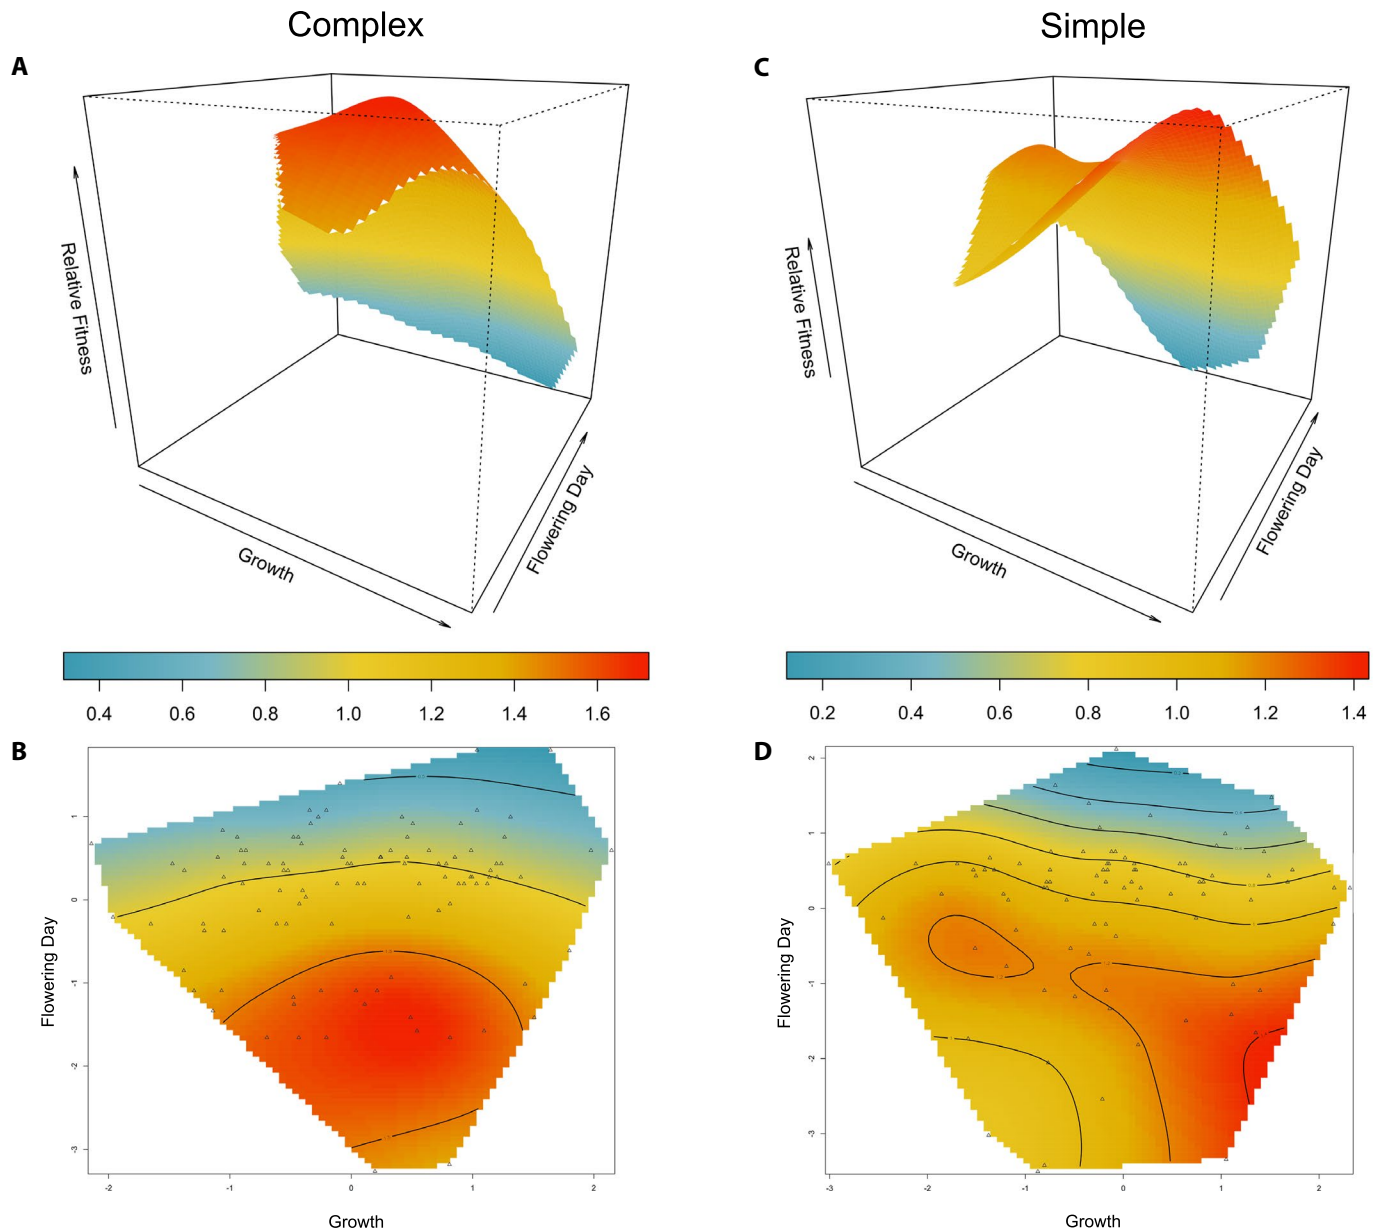 Complex
Simple
A
C
Relative Fitness
Growth
Flowering Day
Relative Fitness
Growth
Flowering Day
0.4 0.6 0.8 1.0 1.2 1.4 1.6
0.2 0.4 0.6 0.8 1.0 1.2 1.4
B
D
Flowering Day
1
0
-1
-2
-3
-2 -1 0 1 2
Growth
Flowering Day
2
1
0
-1
-2
-3
-3 -2 -1 0 1 2
Growth